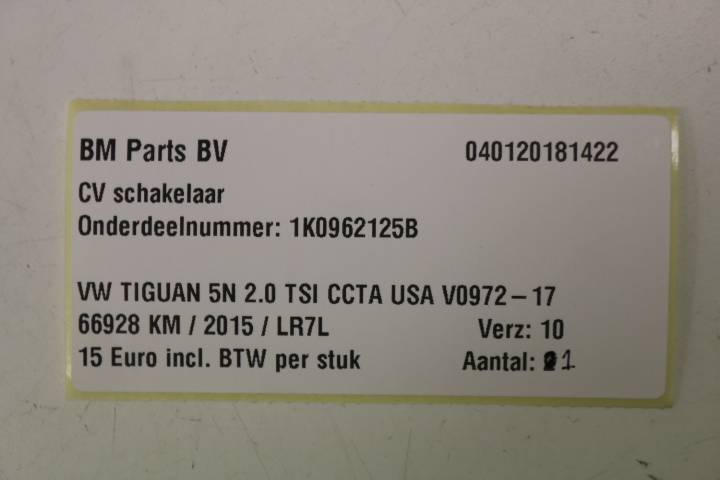 BM Parts BV 040120181422
CV schakelaar
Onderdeelnummer: 1K0962125B
VW TIGUAN 5N 2.0 TSI CCTA USA V0972-17
66928 KM / 2015 / LR7L Verz: 10
15 Euro incl. BTW per stuk Aantal: 1